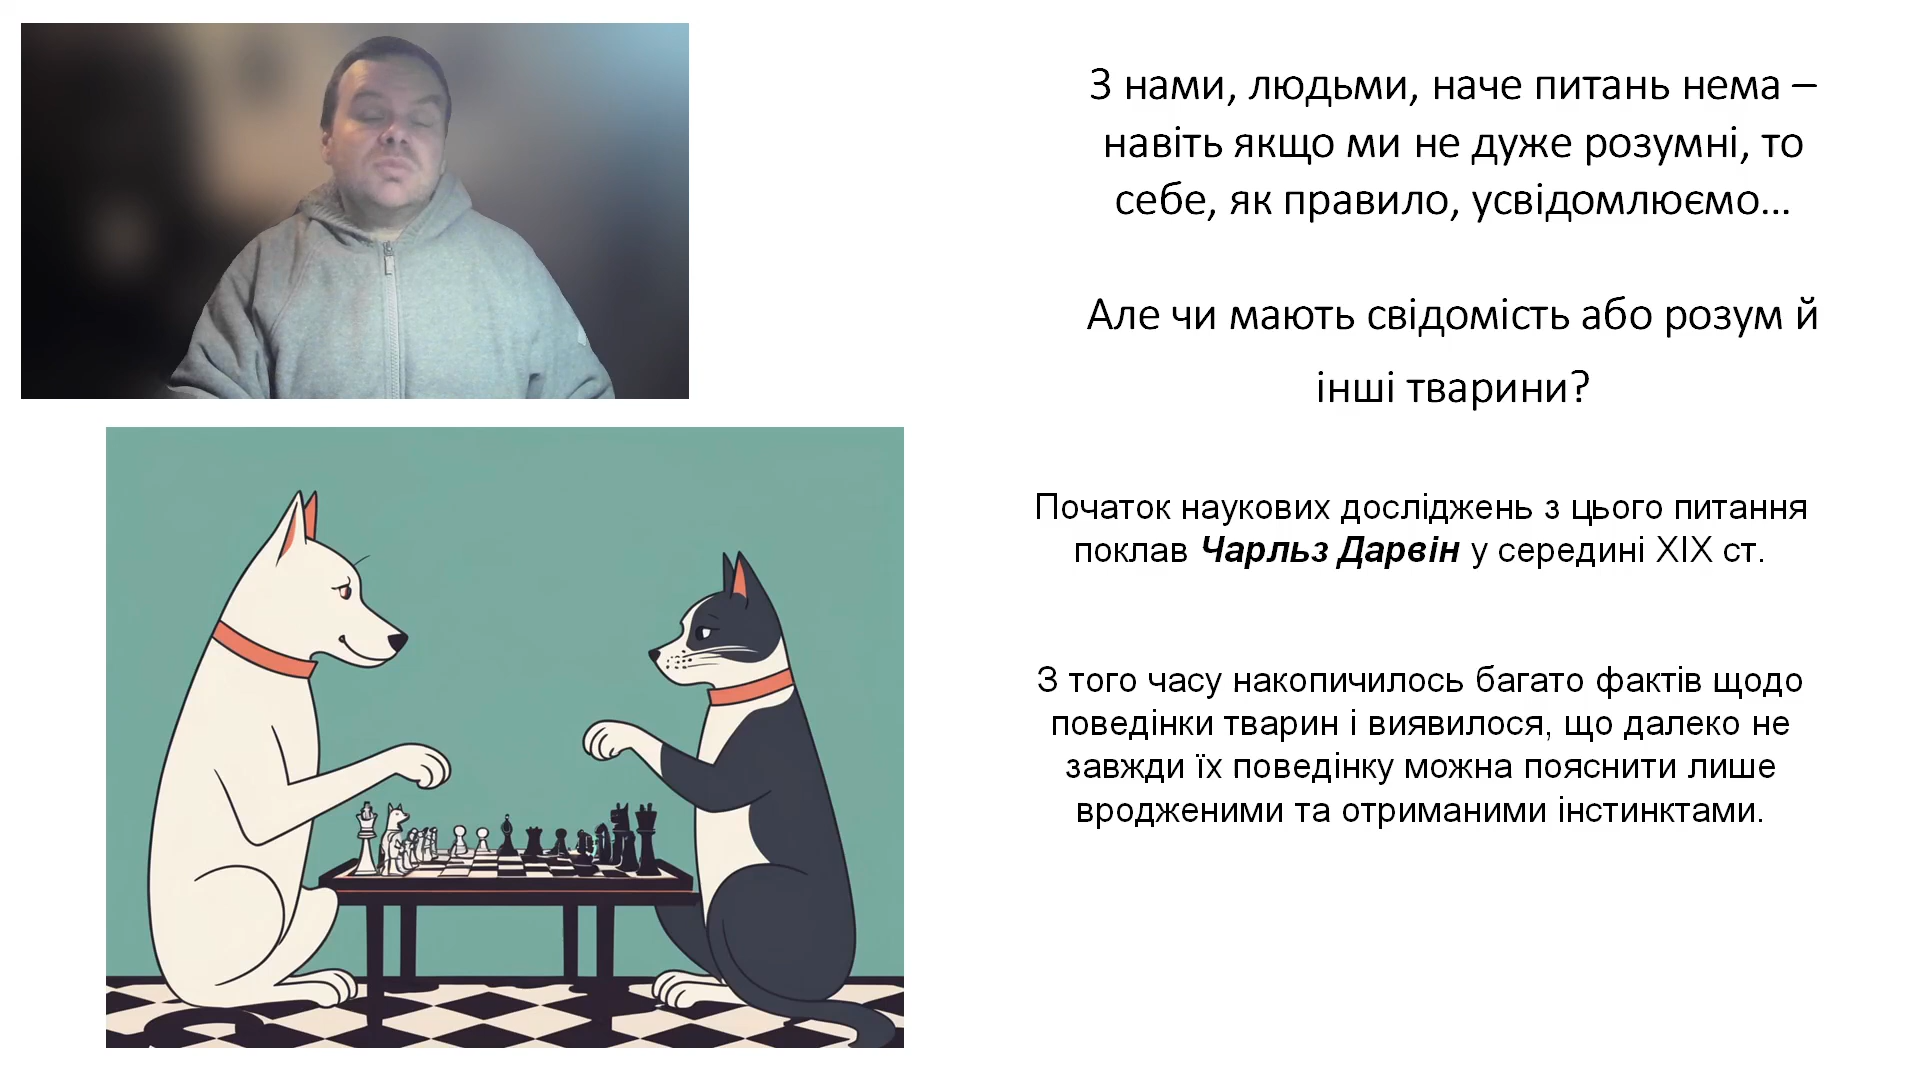 З нами, людьми, наче питань нема –
навіть якщо ми не дуже розумні, то
себе, як правило, усвідомлюємо…
Але чи мають свідомість або розум й
інші тварини?
Початок наукових досліджень з цього питання
поклав Чарльз Дарвін у середині XIX ст.
З того часу накопичилось багато фактів щодо
поведінки тварин і виявилося, що далеко не
завжди їх поведінку можна пояснити лише
вродженими та отриманими інстинктами.